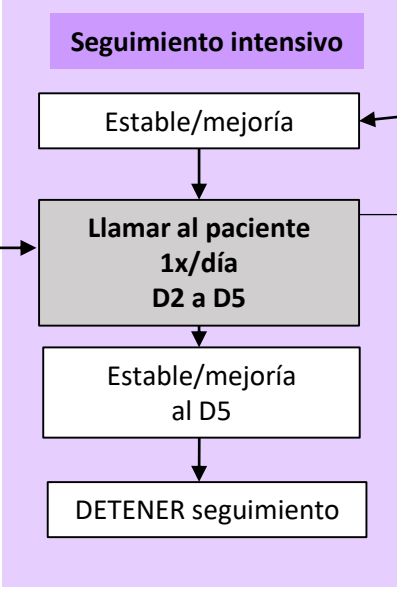 Seguimiento intensivo
Estable/mejoría
Llamar al paciente
1x/día
D2 a D5
Estable/mejoría
al D5
DETENER seguimiento